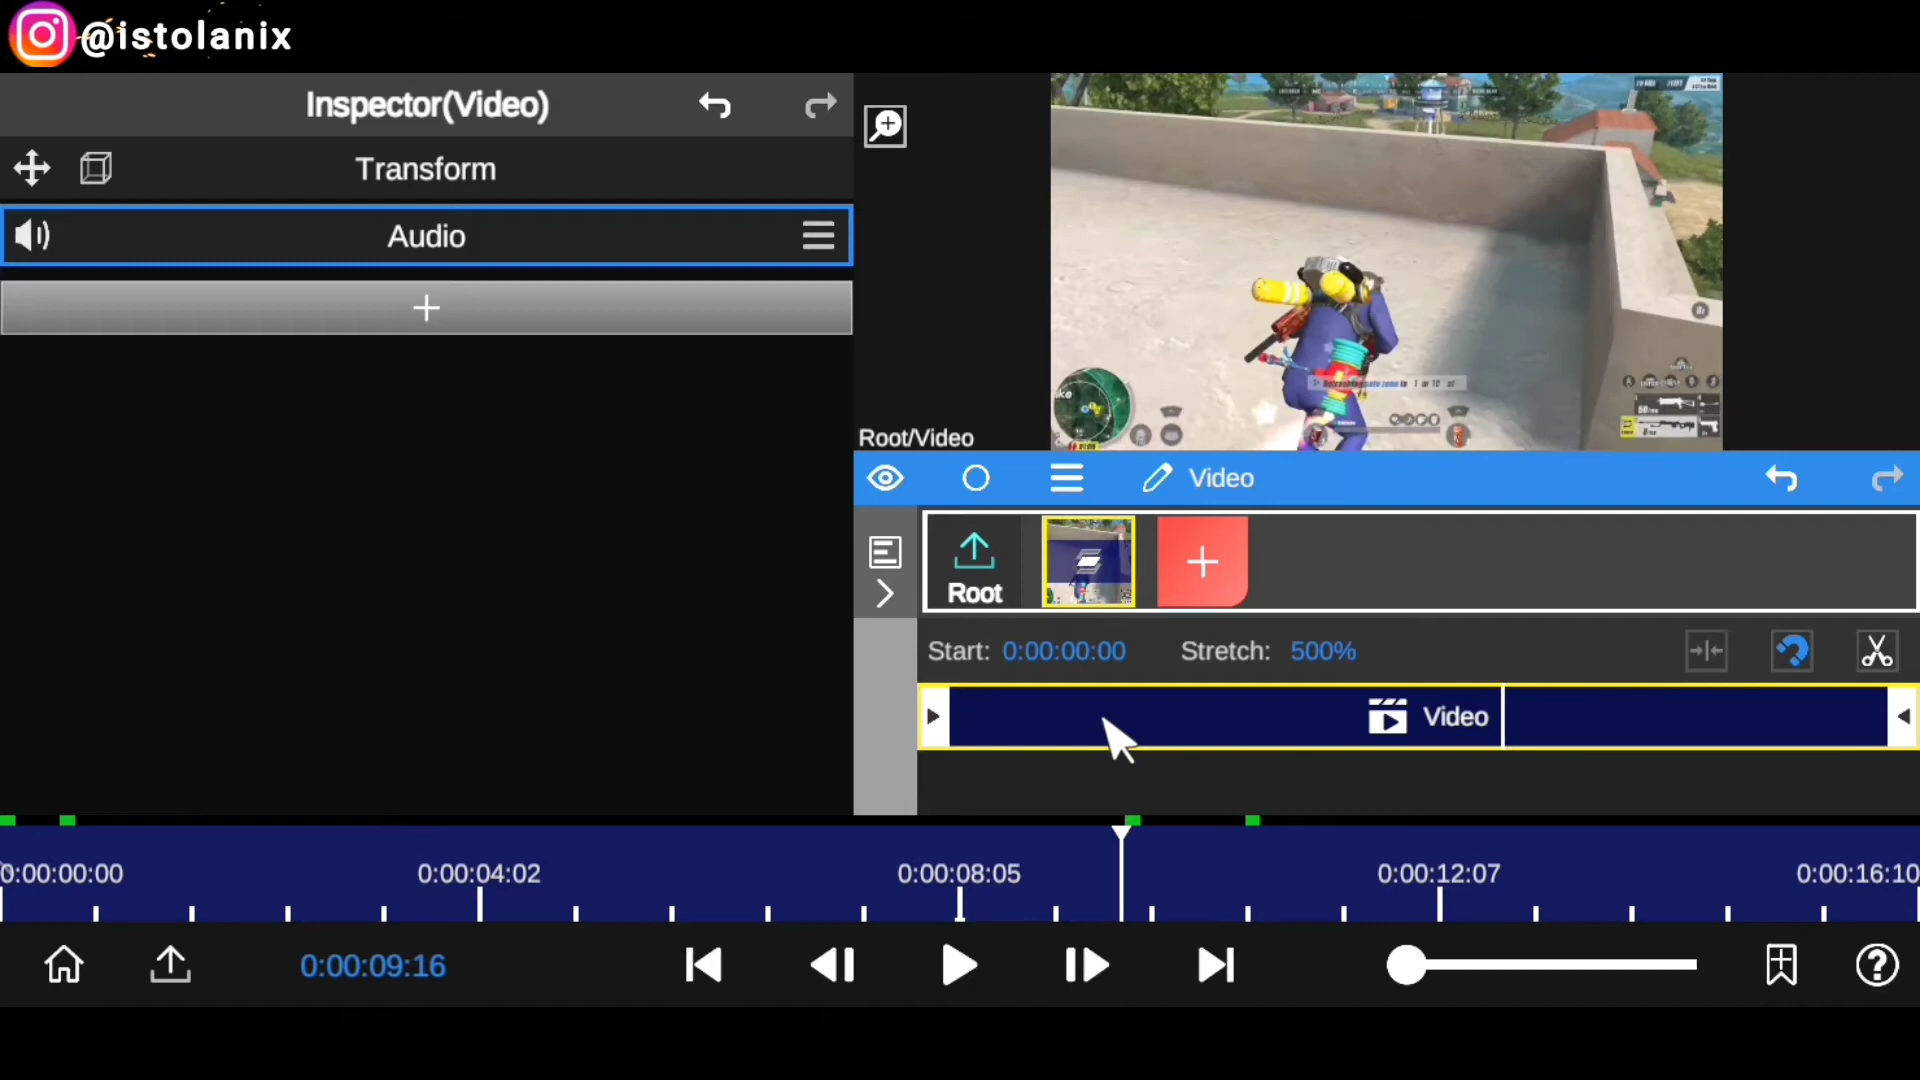 @istolanix
Inspector(Video)
Transform
Audio
Root/Video
Video
Root
Start: 0:00:00:00 Stretch: 500%
Video
0:00:00:00 0:00:04:02 0:00:08:05 0:00:12:07 0:00:16:10
0:00:09:16